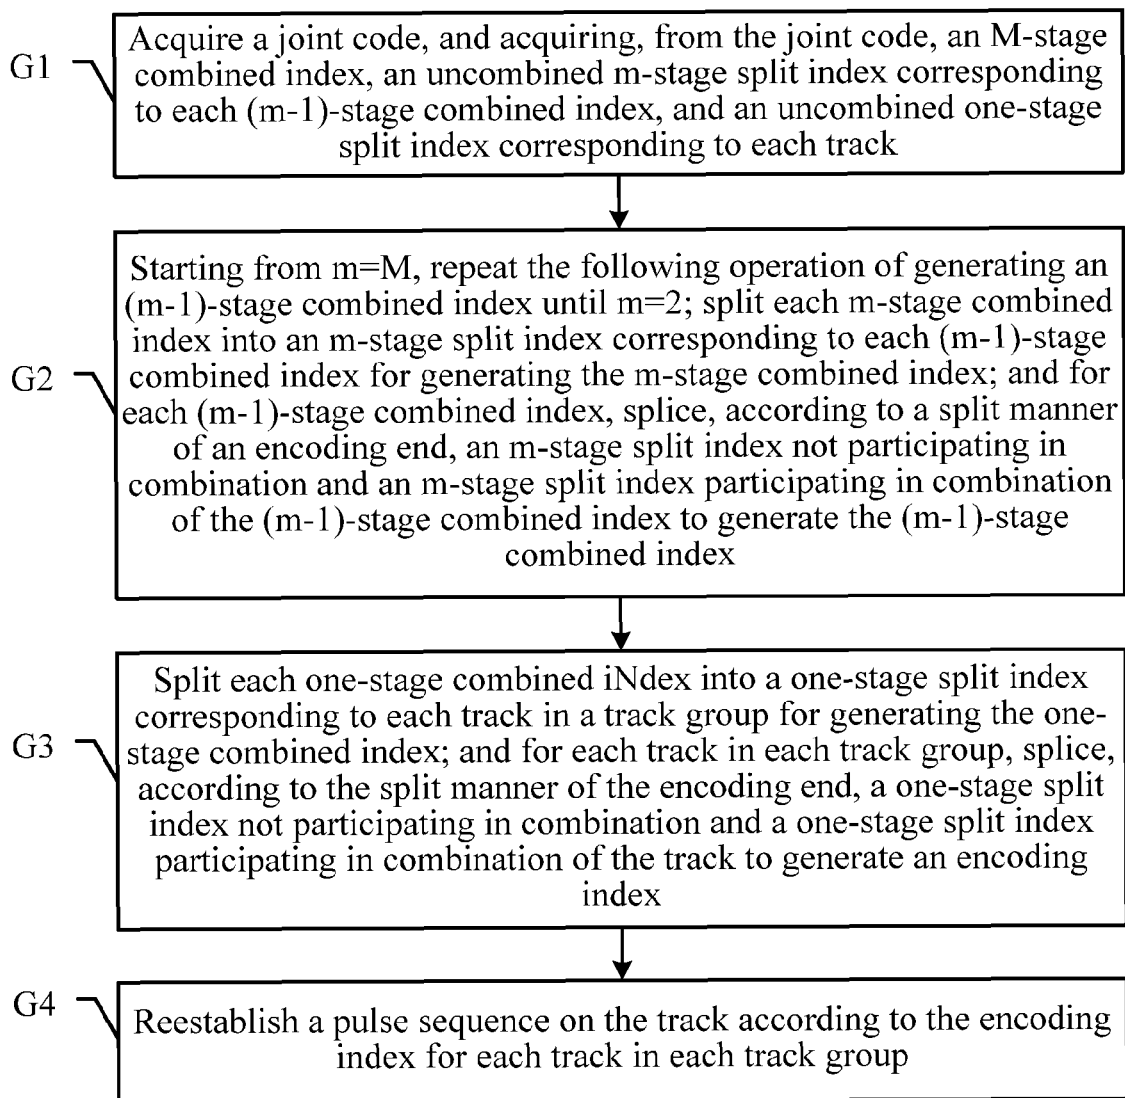 G1
Acquire a joint code, and acquiring, from the joint code, an M-stage
combined index, an uncombined m-stage split index corresponding
to each (m-1)-stage combined index, and an uncombined one-stage
split index corresponding to each track
G2
Starting from m=M, repeat the following operation of generating an
(m-1)-stage combined index until m=2; split each m-stage combined
index into an m-stage split index corresponding to each (m-1)-stage
combined index for generating the m-stage combined index; and for
each (m-1)-stage combined index, splice, according to a split manner
of an encoding end, an m-stage split index not participating in
combination and an m-stage split index participating in combination
of the (m-1)-stage combined index to generate the (m-1)-stage
combined index
G3
Split each one-stage combined iNdex into a one-stage split index
corresponding to each track in a track group for generating the one-
stage combined index; and for each track in each track group, splice,
according to the split manner of the encoding end, a one-stage split
index not participating in combination and a one-stage split index
participating in combination of the track to generate an encoding
index
G4
Reestablish a pulse sequence on the track according to the encoding
index for each track in each track group